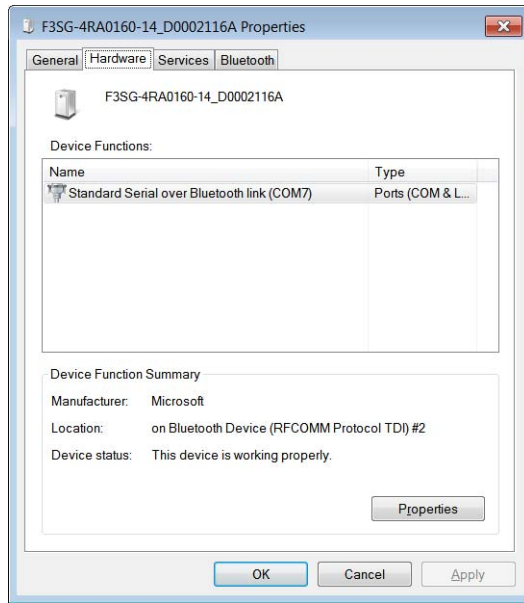 F3SG-4RA0160-14_D0002116A Properties
General Hardware Services Bluetooth
F3SG-4RA0160-14_D0002116A
Device Functions:
Name Type
Standard Serial over Bluetooth link (COM7) Ports (COM & L...
Device Function Summary
Manufacturer: Microsoft
Location: on Bluetooth Device (RFCOMM Protocol TDI) #2
Device status: This device is working properly.
Properties
OK Cancel Apply